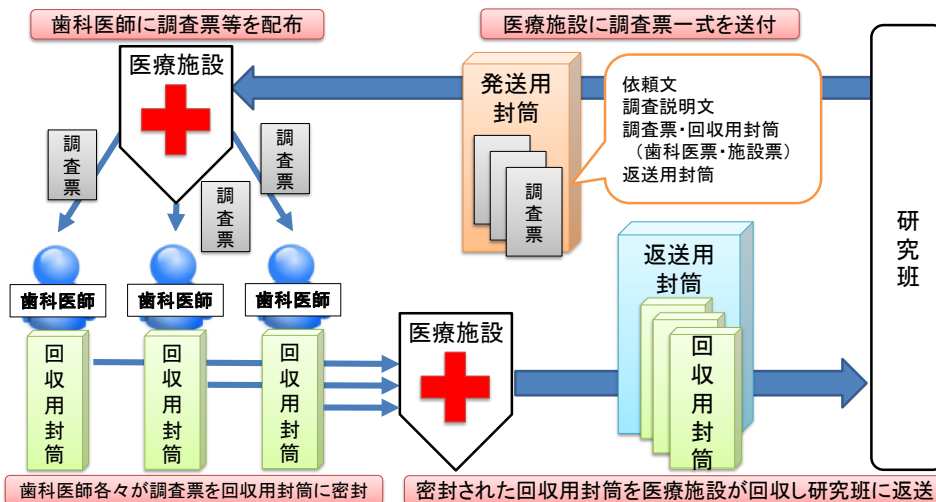 歯科医師に調査票等を配布
医療施設に調査票一式を送付
医療施設
発送用
封筒
調査票
依頼文
調査説明文
調査票・回収用封筒
（歯科医票・施設票）
返送用封筒
研究班
調査票
調査票
調査票
歯科医師
歯科医師
歯科医師
回収用封筒
回収用封筒
回収用封筒
医療施設
返送用
封筒
回収用封筒
歯科医師各々が調査票を回収用封筒に密封
密封された回収用封筒を医療施設が回収し研究班に返送